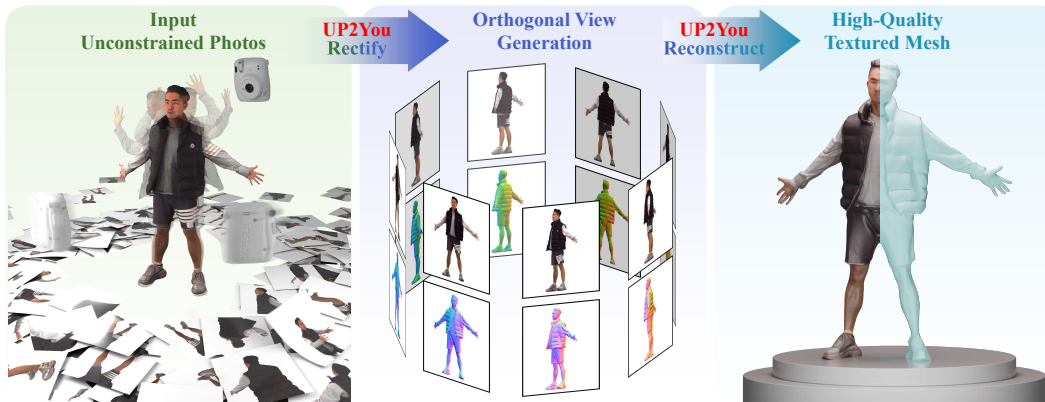 Input
Unconstrained Photos
UP2You
Rectify
Orthogonal View
Generation
UP2You
Reconstruct
High-Quality
Textured Mesh